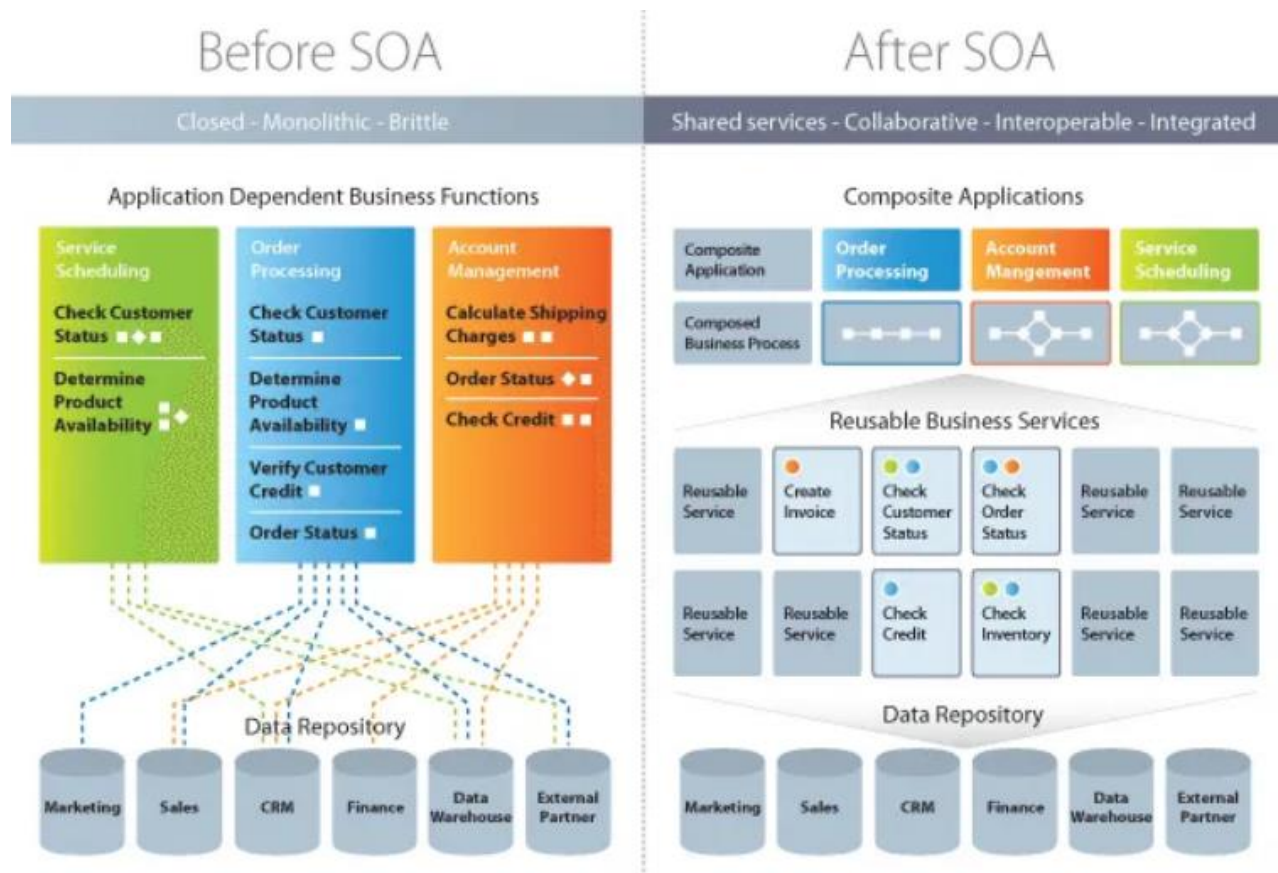 Before SOA
Closed - Monolithic - Brittle
Application Dependent Business Functions
Service
Scheduling
Check Customer
Status
Determine
Product
Availability
Order
Processing
Check Customer
Status
Determine
Product
Availability
Verify Customer
Credit
Order Status
Account
Management
Calculate Shipping
Charges
Order Status
Check Credit
Data Repository
Marketing
Sales
CRM
Finance
Data
Warehouse
External
Partner
After SOA
Shared services - Collaborative - Interoperable - Integrated
Composite Applications
Composite
Application
Order
Processing
Account
Mangement
Service
Scheduling
Composed
Business Process
Reusable Business Services
Reusable
Service
Create
Invoice
Check
Customer
Status
Check
Order
Status
Reusable
Service
Reusable
Service
Reusable
Service
Reusable
Service
Check
Credit
Check
Inventory
Reusable
Service
Reusable
Service
Data Repository
Marketing
Sales
CRM
Finance
Data
Warehouse
External
Partner